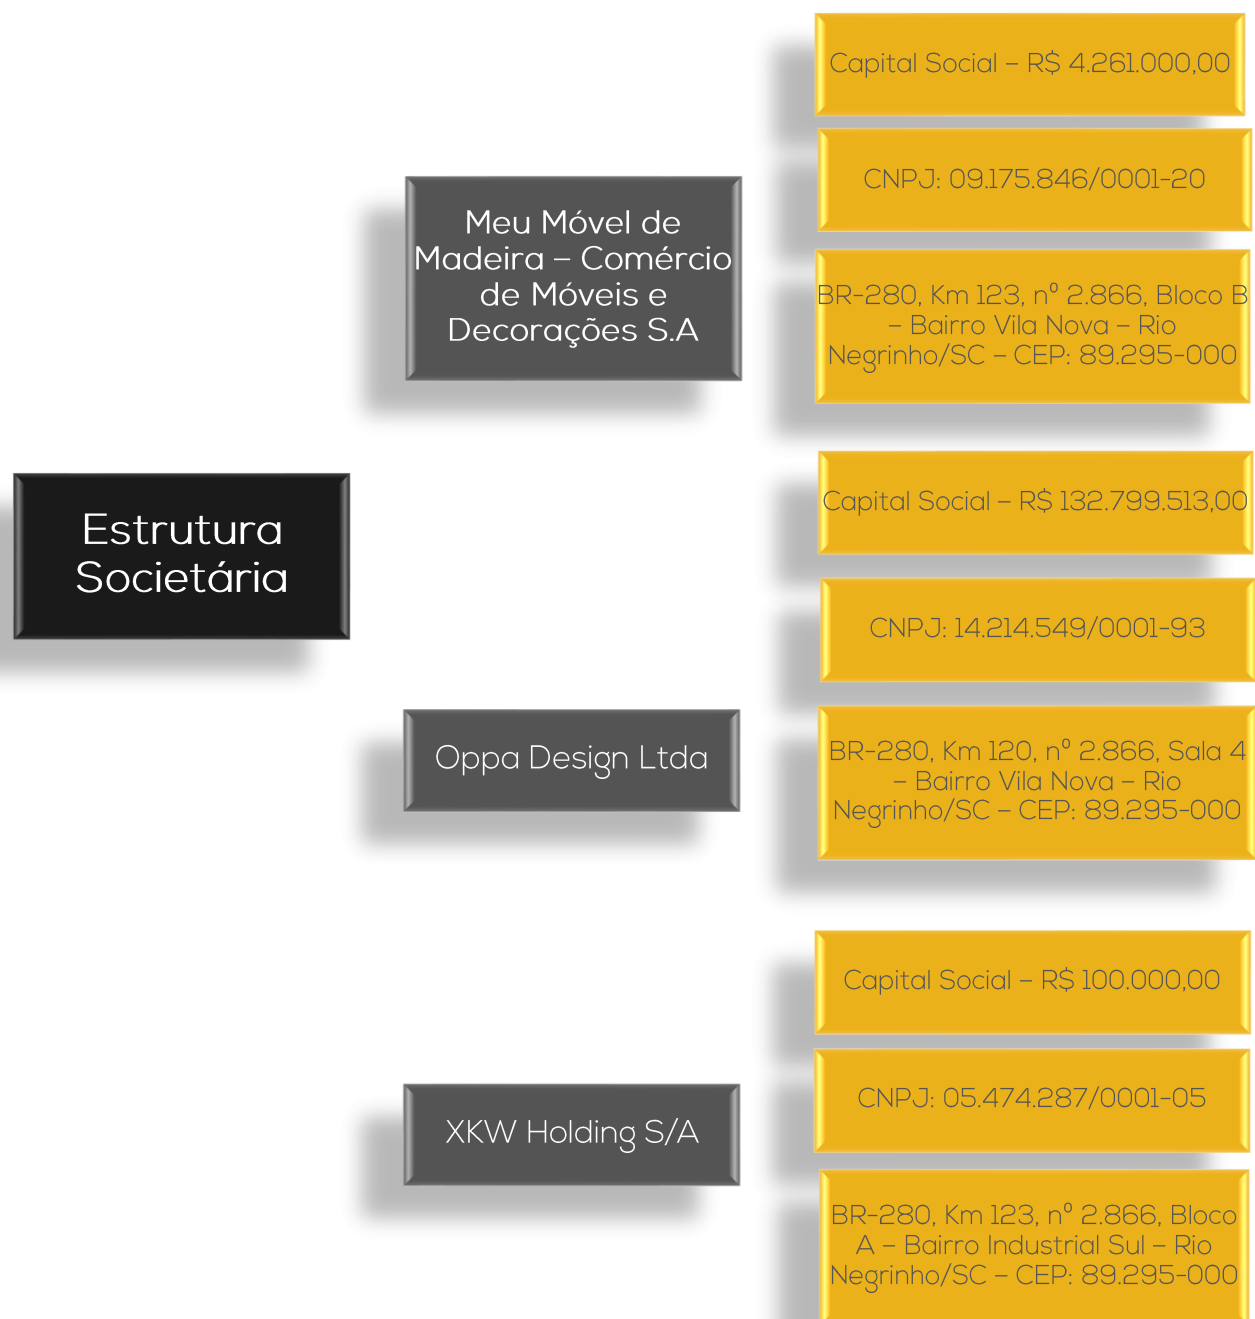 Estrutura
Societária
Meu Móvel de
Madeira – Comércio
de Móveis e
Decorações S.A
Capital Social – R$ 4.261.000,00
CNPJ: 09.175.846/0001-20
BR-280, Km 123, nº 2.866, Bloco B
– Bairro Vila Nova – Rio
Negrinho/SC – CEP: 89.295-000
Oppa Design Ltda
Capital Social – R$ 132.799.513,00
CNPJ: 14.214.549/0001-93
BR-280, Km 120, nº 2.866, Sala 4
– Bairro Vila Nova – Rio
Negrinho/SC – CEP: 89.295-000
XKW Holding S/A
Capital Social – R$ 100.000,00
CNPJ: 05.474.287/0001-05
BR-280, Km 123, nº 2.866, Bloco
A – Bairro Industrial Sul – Rio
Negrinho/SC – CEP: 89.295-000